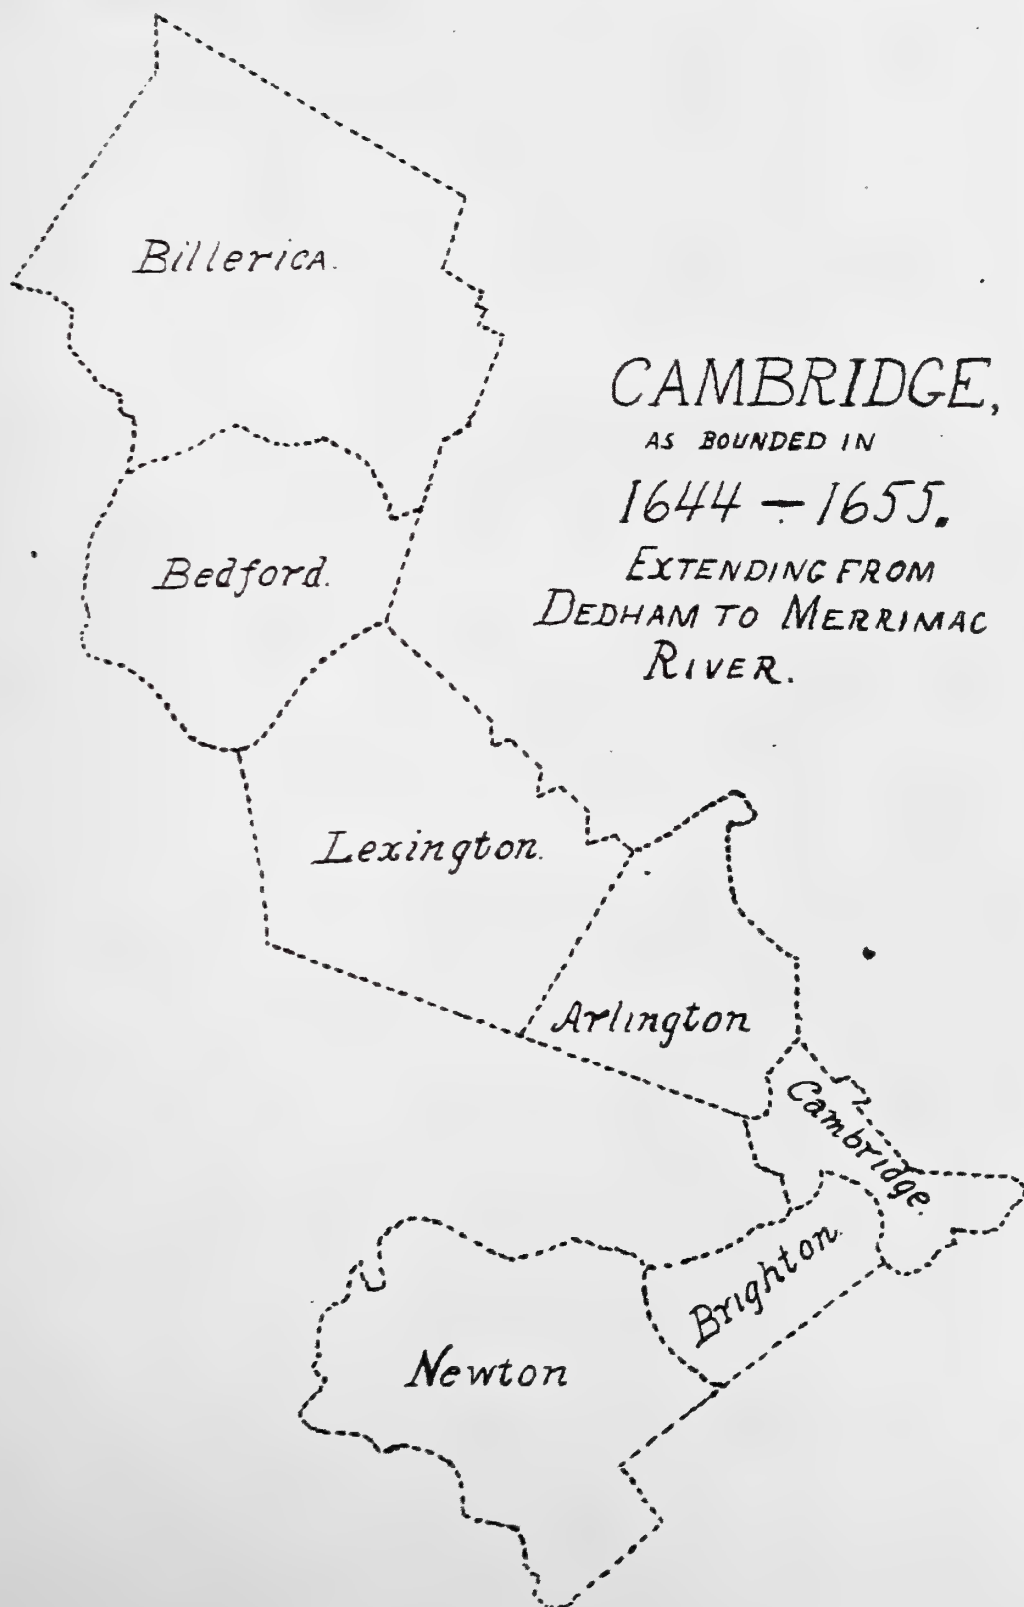 Billerica.
CAMBRIDGE,
AS BOUNDED IN
1644 – 1655.
EXTENDING FROM
DEDHAM TO MERRIMAC
RIVER.
Bedford.
Lexington.
Arlington
Cambridge.
Brighton.
Newton